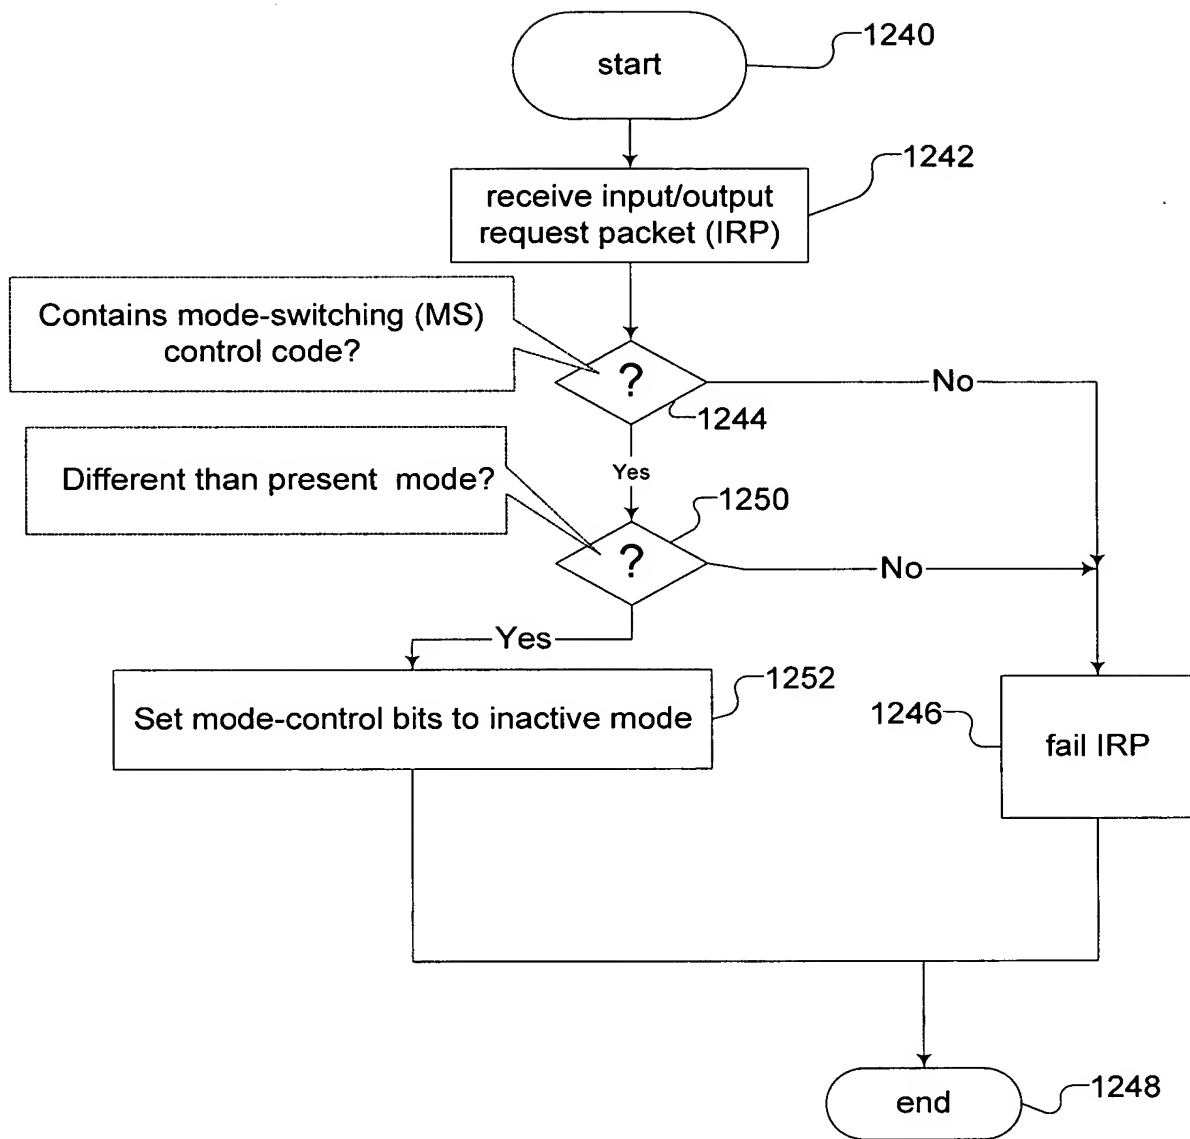 start
1240
receive input/output
request packet (IRP)
1242
Contains mode-switching (MS)
control code?
?
1244
No
Yes
Different than present mode?
?
1250
No
Yes
Set mode-control bits to inactive mode
1252
1246
fail IRP
end
1248